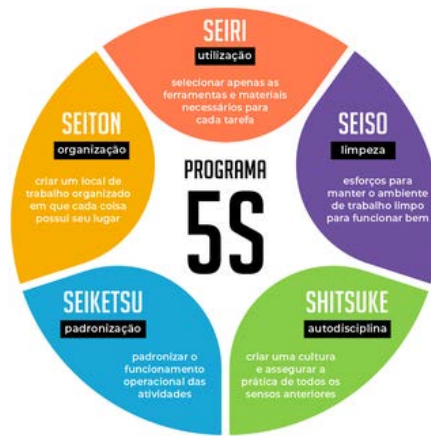 SEIRI
utilização
selecionar apenas as
ferramentas e materiais
necessários para
cada tarefa
SEITON
organização
criar um local de
trabalho organizado
em que cada coisa
possui seu lugar
PROGRAMA
5S
SEISO
limpeza
esforços para
manter o ambiente
de trabalho limpo
para funcionar bem
SEIKETSU
padronização
padronizar o
funcionamento
operacional das
atividades
SHITSUKE
autodisciplina
criar uma cultura
e assegurar a
prática de todos os
sensos anteriores